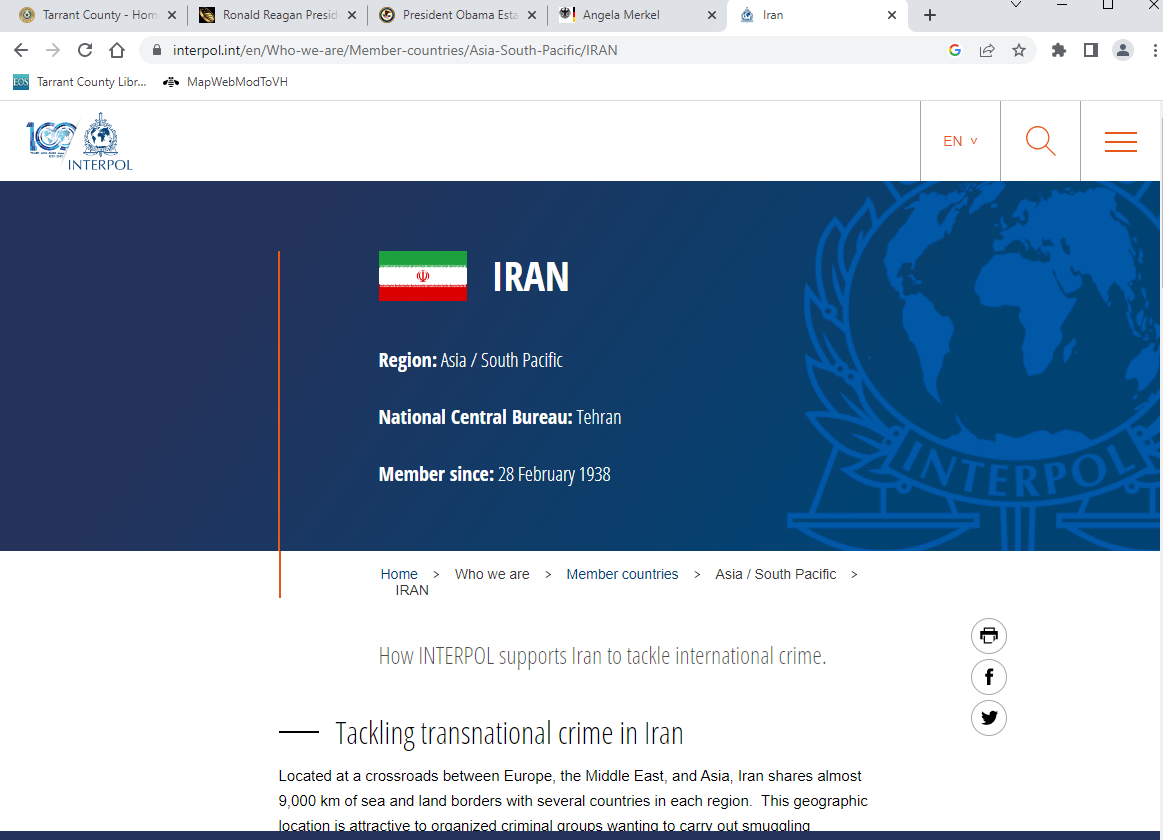 Tarrant County - Hom
Ronald Reagan Presid
President Obama Esta
Angela Merkel
Iran
interpol.int/en/Who-we-are/Member-countries/Asia-South-Pacific/IRAN
EOS Tarrant County Libr...
MapWebModToVH
100
INTERPOL
EN
IRAN
Region: Asia / South Pacific
National Central Bureau: Tehran
Member since: 28 February 1938
INTERPOL
Home > Who we are > Member countries > Asia / South Pacific >
IRAN
How INTERPOL supports Iran to tackle international crime.
Tackling transnational crime in Iran
Located at a crossroads between Europe, the Middle East, and Asia, Iran shares almost
9,000 km of sea and land borders with several countries in each region.  This geographic
location is attractive to organized criminal groups wanting to carry out smuggling